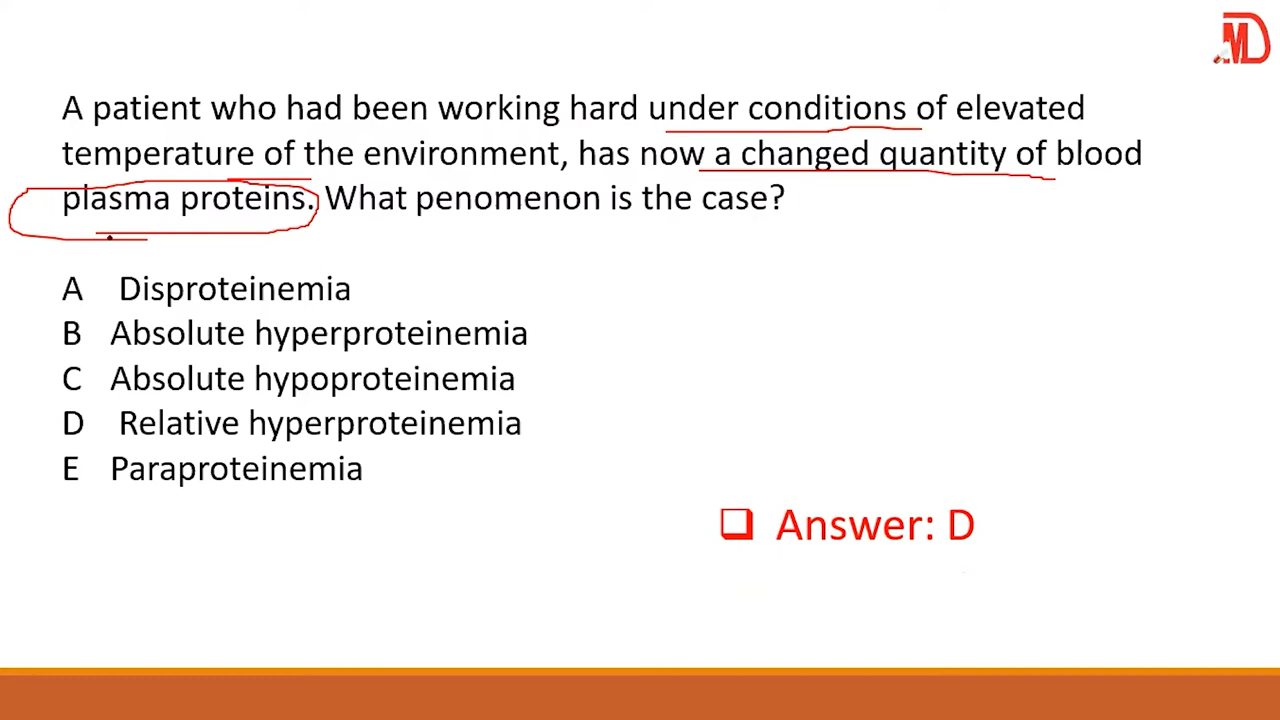 MD
A patient who had been working hard under conditions of elevated
temperature of the environment, has now a changed quantity of blood
plasma proteins. What penomenon is the case?
A Disproteinemia
B Absolute hyperproteinemia
C Absolute hypoproteinemia
D Relative hyperproteinemia
E Paraproteinemia
❑ Answer: D